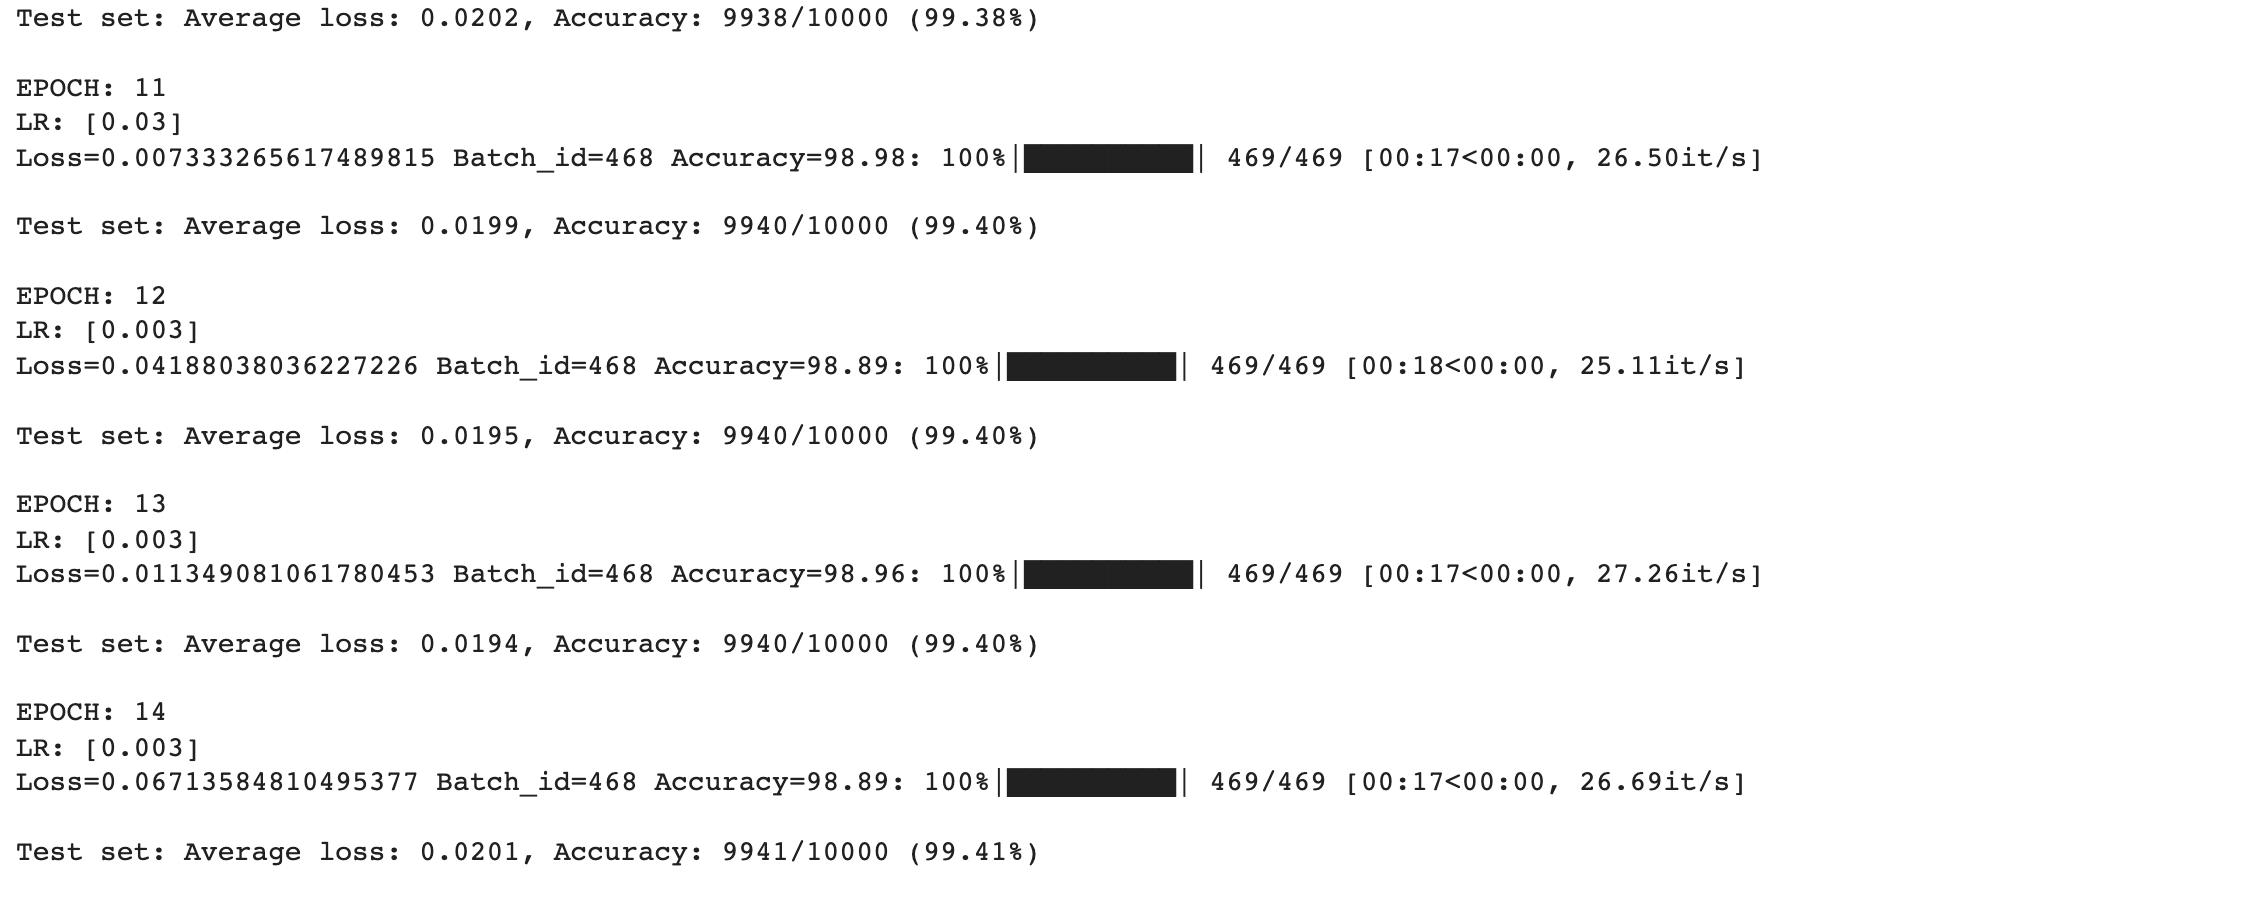 Test set: Average loss: 0.0202, Accuracy: 9938/10000 (99.38%)
EPOCH: 11
LR: [0.03]
Loss=0.007333265617489815 Batch_id=468 Accuracy=98.98: 100%|██████████| 469/469 [00:17<00:00, 26.50it/s]
Test set: Average loss: 0.0199, Accuracy: 9940/10000 (99.40%)
EPOCH: 12
LR: [0.003]
Loss=0.04188038036227226 Batch_id=468 Accuracy=98.89: 100%|██████████| 469/469 [00:18<00:00, 25.11it/s]
Test set: Average loss: 0.0195, Accuracy: 9940/10000 (99.40%)
EPOCH: 13
LR: [0.003]
Loss=0.011349081061780453 Batch_id=468 Accuracy=98.96: 100%|██████████| 469/469 [00:17<00:00, 27.26it/s]
Test set: Average loss: 0.0194, Accuracy: 9940/10000 (99.40%)
EPOCH: 14
LR: [0.003]
Loss=0.06713584810495377 Batch_id=468 Accuracy=98.89: 100%|██████████| 469/469 [00:17<00:00, 26.69it/s]
Test set: Average loss: 0.0201, Accuracy: 9941/10000 (99.41%)